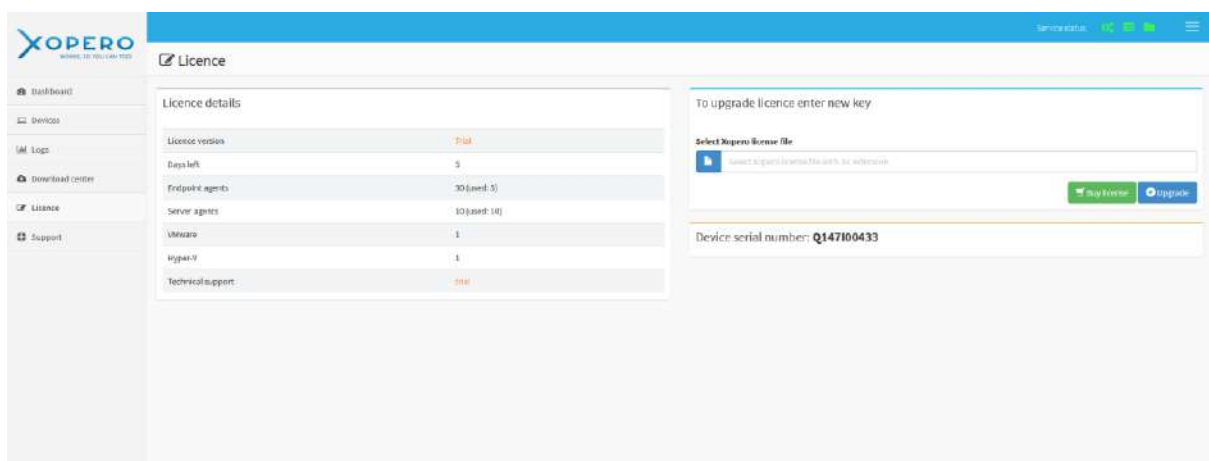 XOPERO
Service status
Licence
Dashboard
Devices
Logs
Download center
Licence
Support
Licence details
Licence version Trial
Days left 5
Endpoint agents 30 (used: 5)
Server agents 10 (used: 10)
VMware 1
Hyper-V 1
Technical support trial
To upgrade licence enter new key
Select Xopero license file
Buy license Upgrade
Device serial number: Q147I00433